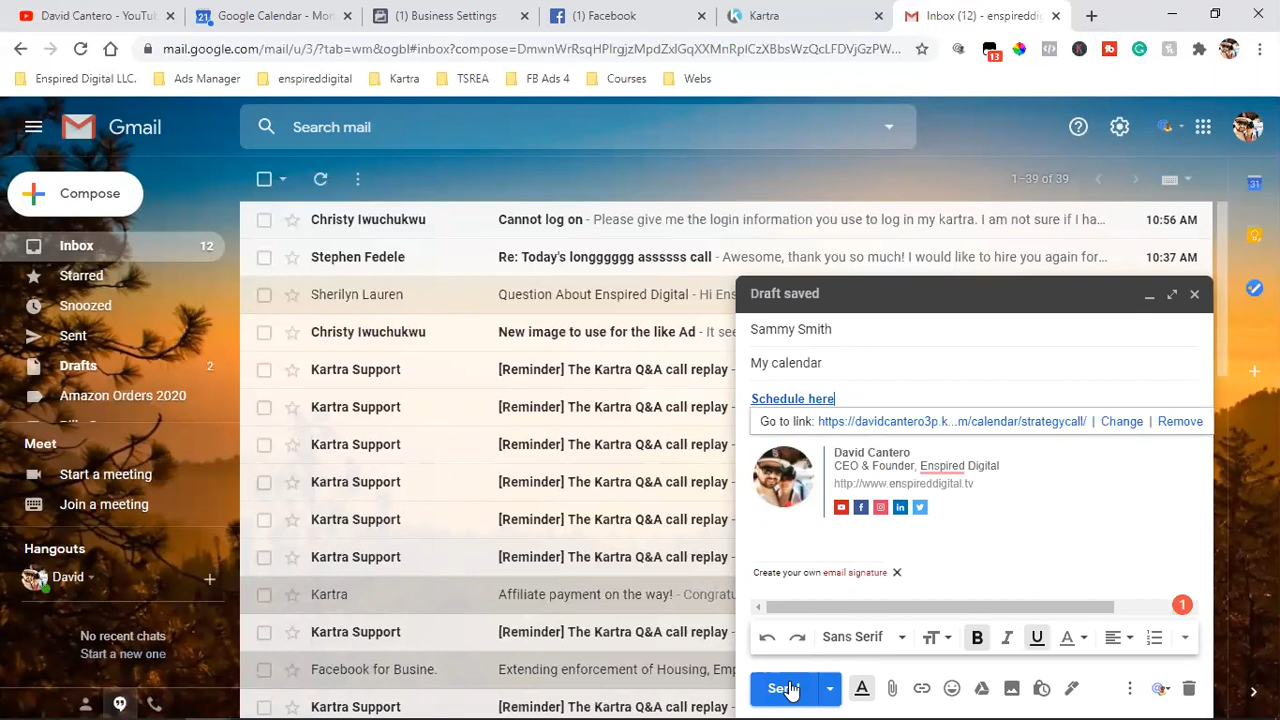 David Cantero - YouTube
21 Google Calendar - Mon
(1) Business Settings
(1) Facebook
Kartra
Inbox (12) - enspireddig
mail.google.com/mail/u/3/?tab=wm&ogbl#inbox?compose=
13
Enspired Digital LLC.
Ads Manager
enspireddigital
Kartra
TSREA
FB Ads 4
Courses
Webs
Gmail
Search mail
Compose
1–39 of 39
31
Inbox 12
Starred
Snoozed
Sent
Drafts 2
Amazon Orders 2020
Meet
Start a meeting
Join a meeting
Hangouts
David
No recent chats
Start a new one
Christy Iwuchukwu Cannot log on - Please give me the login information you use to log in my kartra. I am not sure if I ha... 10:56 AM
Stephen Fedele Re: Today's longggggg assssss call - Awesome, thank you so much! I would like to hire you again for... 10:37 AM
Sherilyn Lauren Question About Enspired Digital - Hi Ens
Christy Iwuchukwu New image to use for the like Ad - It see
Kartra Support [Reminder] The Kartra Q&A call replay -
Kartra Support [Reminder] The Kartra Q&A call replay -
Kartra Support [Reminder] The Kartra Q&A call replay -
Kartra Support [Reminder] The Kartra Q&A call replay -
Kartra Support [Reminder] The Kartra Q&A call replay -
Kartra Support [Reminder] The Kartra Q&A call replay -
Kartra Affiliate payment on the way! - Congratu
Kartra Support [Reminder] The Kartra Q&A call replay -
Facebook for Busine. Extending enforcement of Housing, Emp
Kartra Support [Reminder] The Kartra Q&A call replay -
Draft saved
Sammy Smith
My calendar
Schedule here
Go to link: https://davidcantero3p.k...m/calendar/strategycall/ | Change | Remove
David Cantero
CEO & Founder, Enspired Digital
http://www.enspireddigital.tv
Create your own email signature
1
Sans Serif
B I U A
Send
A